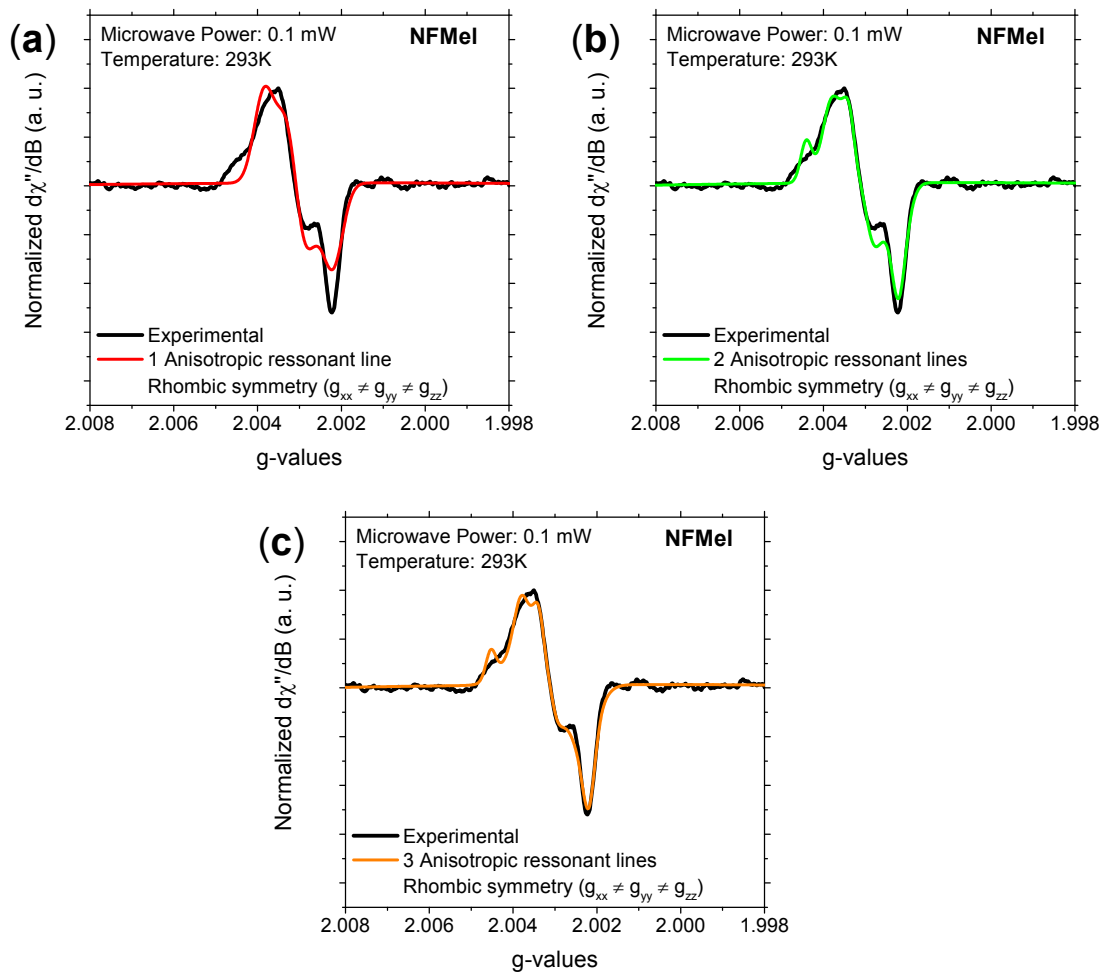 (a)
Microwave Power: 0.1 mW
NFMel
Temperature: 293K
Normalized dχ''/dB (a. u.)
Experimental
1 Anisotropic ressonant line
Rhombic symmetry (gxx ≠ gyy ≠ gzz)
2.008 2.006 2.004 2.002 2.000 1.998
g-values
(b)
Microwave Power: 0.1 mW
NFMel
Temperature: 293K
Normalized dχ''/dB (a. u.)
Experimental
2 Anisotropic ressonant lines
Rhombic symmetry (gxx ≠ gyy ≠ gzz)
2.008 2.006 2.004 2.002 2.000 1.998
g-values
(c)
Microwave Power: 0.1 mW
NFMel
Temperature: 293K
Normalized dχ''/dB (a. u.)
Experimental
3 Anisotropic ressonant lines
Rhombic symmetry (gxx ≠ gyy ≠ gzz)
2.008 2.006 2.004 2.002 2.000 1.998
g-values